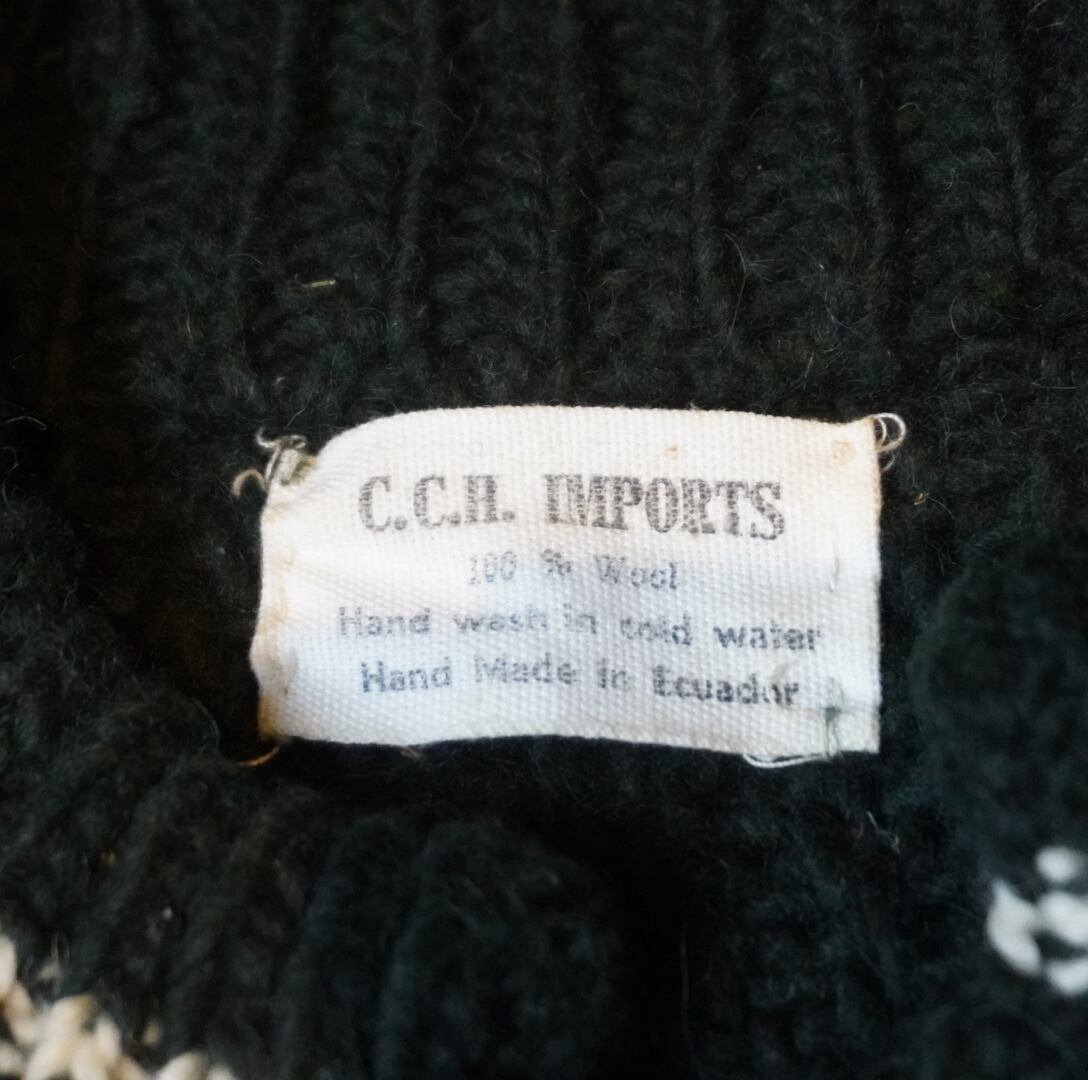 C.C.H. IMPORTS
100 % Wool
Hand wash in cold water
Hand Made in Ecuador